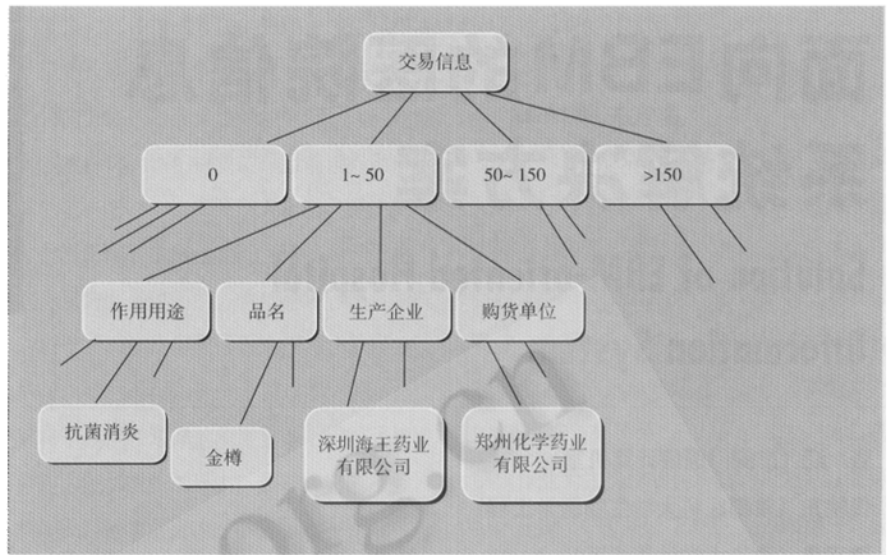 交易信息
0
1~ 50
50~ 150
>150
作用用途
品名
生产企业
购货单位
抗菌消炎
金樽
深圳海王药业
有限公司
郑州化学药业
有限公司
org.cn